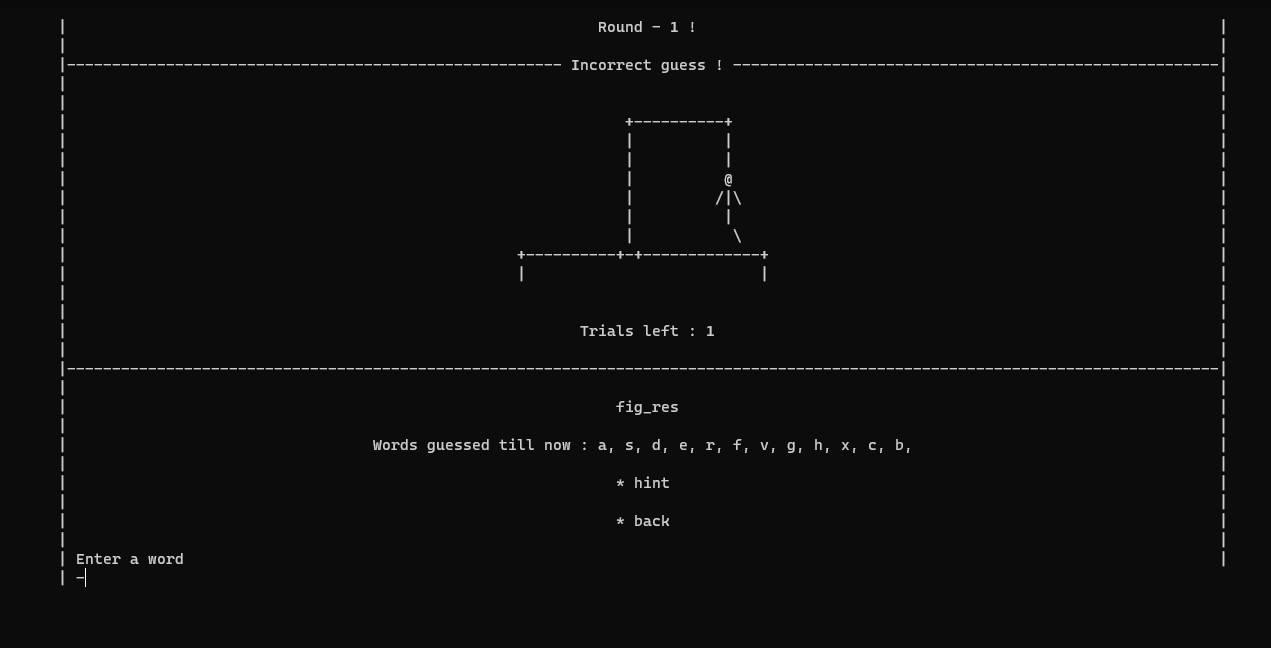 Round - 1 !
Incorrect guess !
Trials left : 1
fig_res
Words guessed till now : a, s, d, e, r, f, v, g, h, x, c, b,
* hint
* back
Enter a word
-